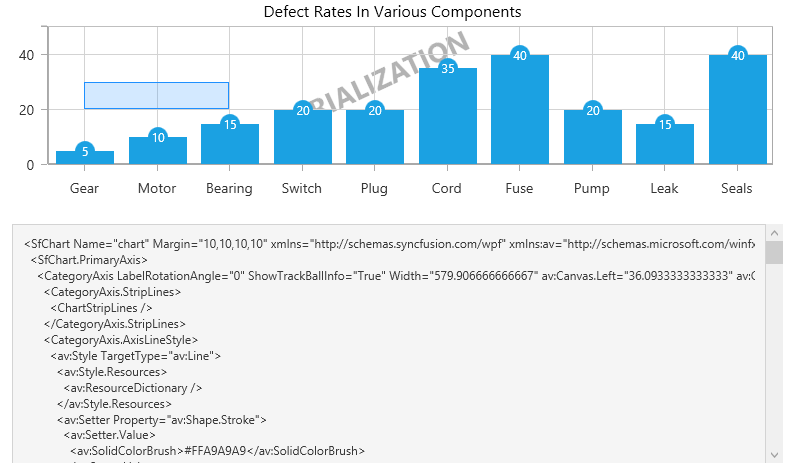 Defect Rates In Various Components
40
20
0
RIALIZATION
5
10
15
20
20
35
40
20
15
40
Gear Motor Bearing Switch Plug Cord Fuse Pump Leak Seals
<SfChart Name="chart" Margin="10,10,10,10" xmlns="http://schemas.syncfusion.com/wpf" xmlns:av="http://schemas.microsoft.com/winfx
<SfChart.PrimaryAxis>
<CategoryAxis LabelRotationAngle="0" ShowTrackBallInfo="True" Width="579.906666666667" av:Canvas.Left="36.0933333333333" av:C
<CategoryAxis.StripLines>
<ChartStripLines />
</CategoryAxis.StripLines>
<CategoryAxis.AxisLineStyle>
<av:Style TargetType="av:Line">
<av:Style.Resources>
<av:ResourceDictionary />
</av:Style.Resources>
<av:Setter Property="av:Shape.Stroke">
<av:Setter.Value>
<av:SolidColorBrush>#FFA9A9A9</av:SolidColorBrush>